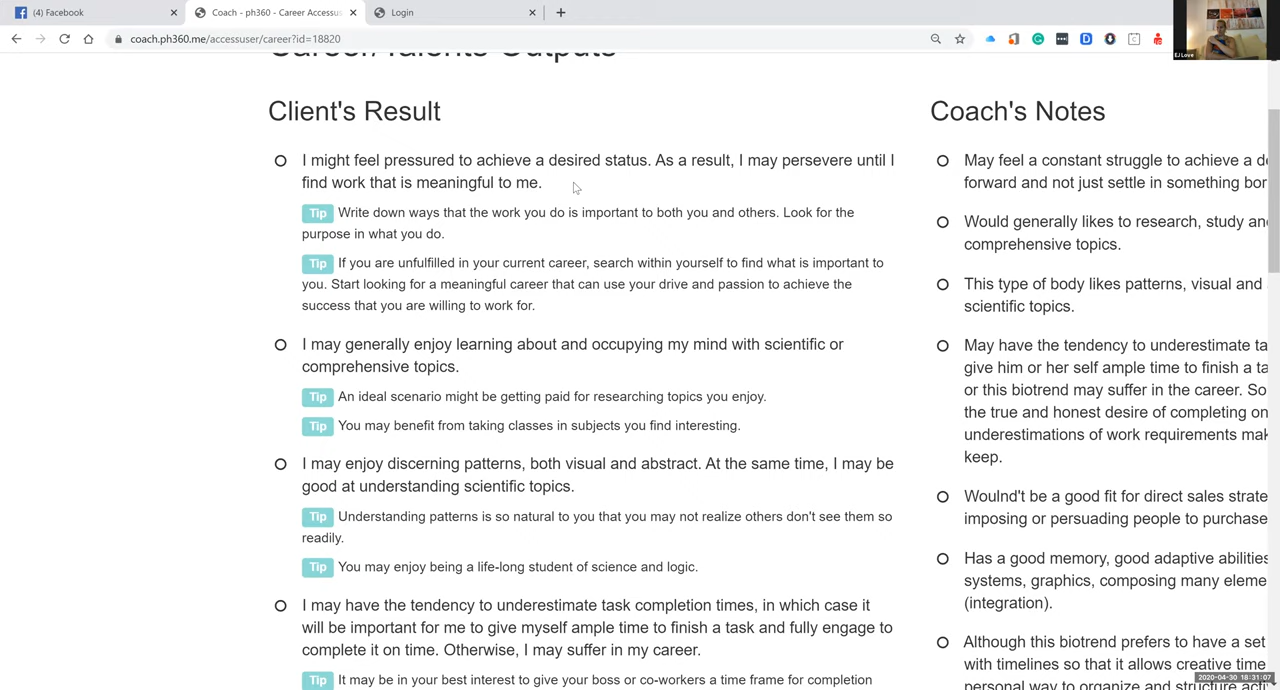 (4) Facebook
Coach - ph360 - Career Accessus
Login
coach.ph360.me/accessuser/career?id=18820
EJ Love
Career/Talents Outputs
Client's Result
I might feel pressured to achieve a desired status. As a result, I may persevere until I
find work that is meaningful to me.
Tip Write down ways that the work you do is important to both you and others. Look for the
purpose in what you do.
Tip If you are unfulfilled in your current career, search within yourself to find what is important to
you. Start looking for a meaningful career that can use your drive and passion to achieve the
success that you are willing to work for.
I may generally enjoy learning about and occupying my mind with scientific or
comprehensive topics.
Tip An ideal scenario might be getting paid for researching topics you enjoy.
Tip You may benefit from taking classes in subjects you find interesting.
I may enjoy discerning patterns, both visual and abstract. At the same time, I may be
good at understanding scientific topics.
Tip Understanding patterns is so natural to you that you may not realize others don't see them so
readily.
Tip You may enjoy being a life-long student of science and logic.
I may have the tendency to underestimate task completion times, in which case it
will be important for me to give myself ample time to finish a task and fully engage to
complete it on time. Otherwise, I may suffer in my career.
Tip It may be in your best interest to give your boss or co-workers a time frame for completion
Coach's Notes
May feel a constant struggle to achieve a de
forward and not just settle in something bor
Would generally likes to research, study and
comprehensive topics.
This type of body likes patterns, visual and
scientific topics.
May have the tendency to underestimate ta
give him or her self ample time to finish a ta
or this biotrend may suffer in the career. So
the true and honest desire of completing on
underestimations of work requirements mak
keep.
Woulnd't be a good fit for direct sales strate
imposing or persuading people to purchase
Has a good memory, good adaptive abilities
systems, graphics, composing many eleme
(integration).
Although this biotrend prefers to have a set
with timelines so that it allows creative time
personal way to organize and structure acti
2020-04-30 18:31:07